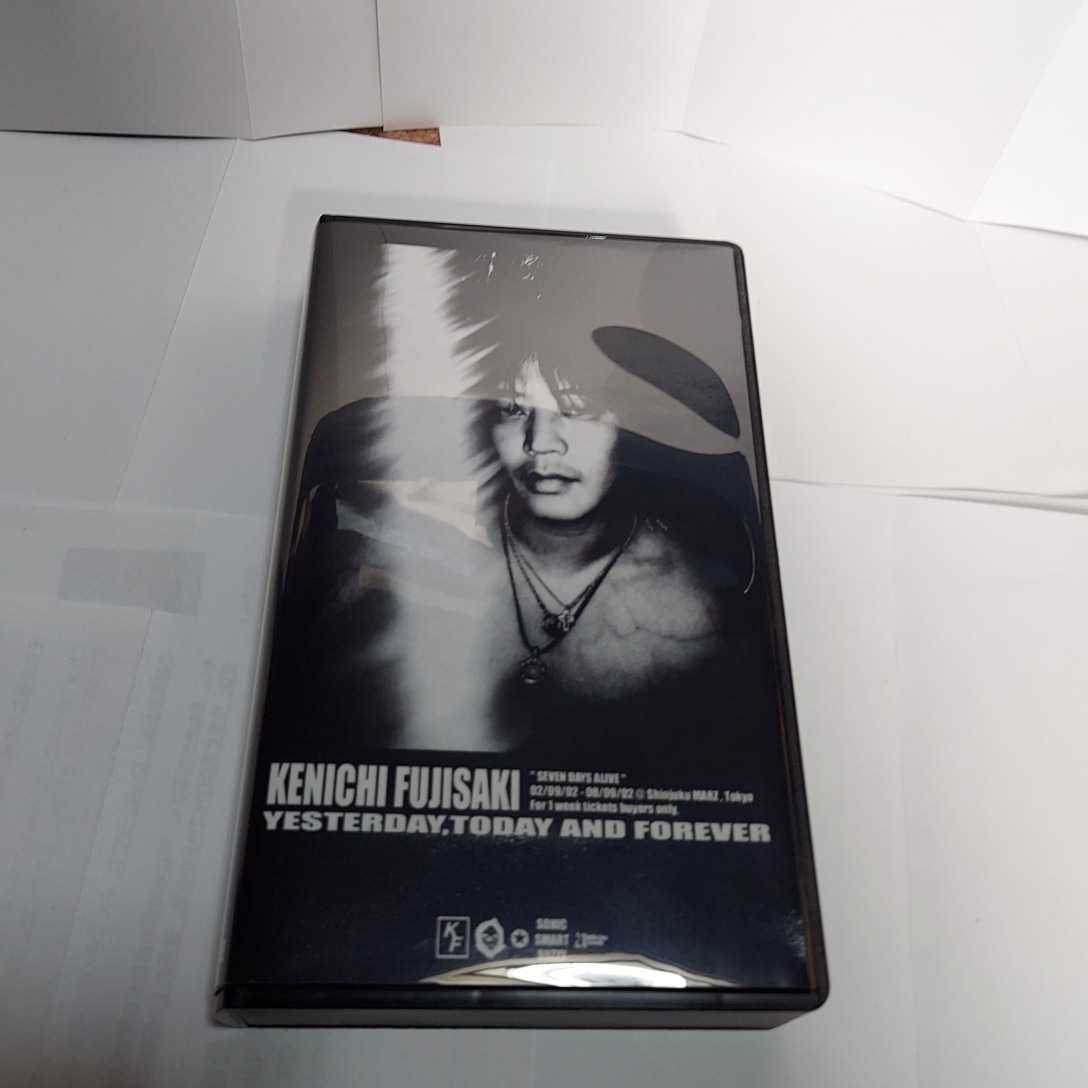 KENICHI FUJISAKI
" SEVEN DAYS ALIVE "
02/09/02 - 08/09/02 @ Shinjuku MARZ , Tokyo
For 1 week tickets buyers only.
YESTERDAY,TODAY AND FOREVER
KF
SONIC
SMART